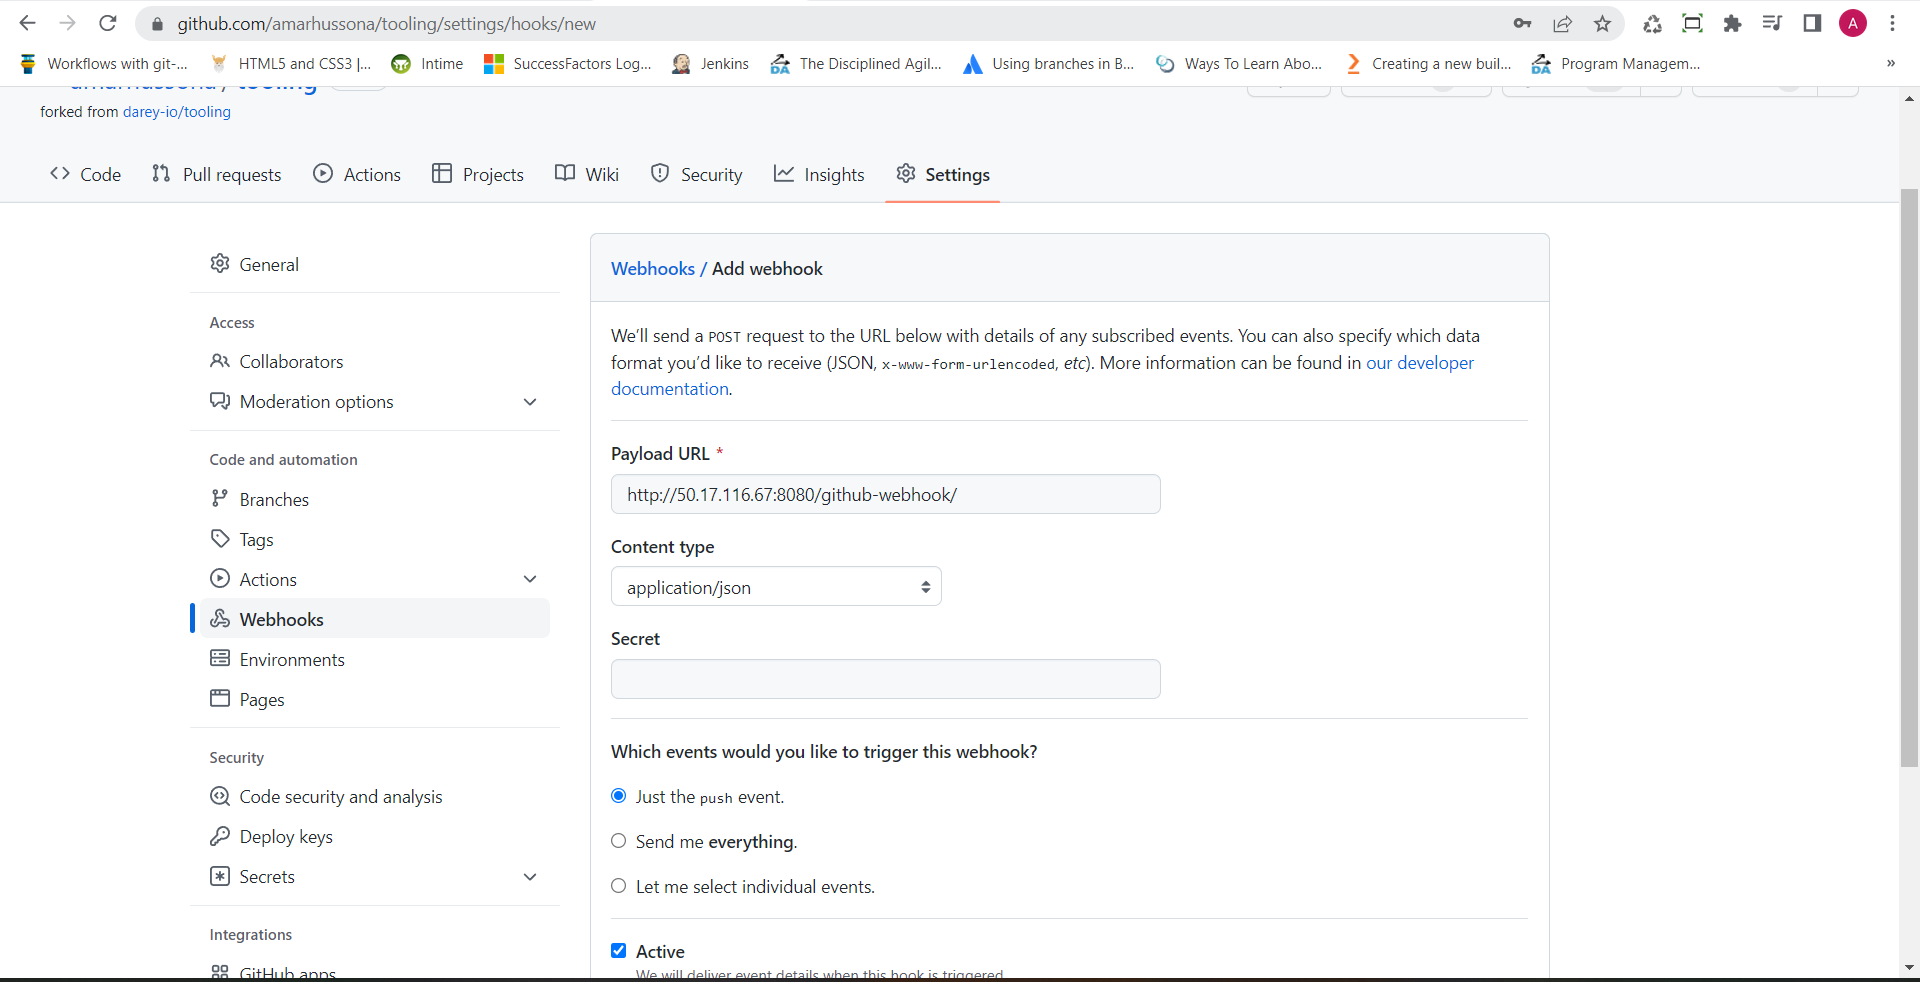 github.com/amarhussona/tooling/settings/hooks/new
Workflows with git-... HTML5 and CSS3 |... Intime SuccessFactors Log... Jenkins The Disciplined Agil... Using branches in B... Ways To Learn Abo... Creating a new buil... Program Managem... »
amarhussona / tooling
forked from darey-io/tooling
Code Pull requests Actions Projects Wiki Security Insights Settings
General
Access
Collaborators
Moderation options
Code and automation
Branches
Tags
Actions
Webhooks
Environments
Pages
Security
Code security and analysis
Deploy keys
Secrets
Integrations
GitHub apps
Webhooks / Add webhook
We'll send a POST request to the URL below with details of any subscribed events. You can also specify which data
format you'd like to receive (JSON, x-www-form-urlencoded, etc). More information can be found in our developer
documentation.
Payload URL *
http://50.17.116.67:8080/github-webhook/
Content type
application/json
Secret
Which events would you like to trigger this webhook?
Just the push event.
Send me everything.
Let me select individual events.
Active
We will deliver event details when this hook is triggered.
A
DA
DA